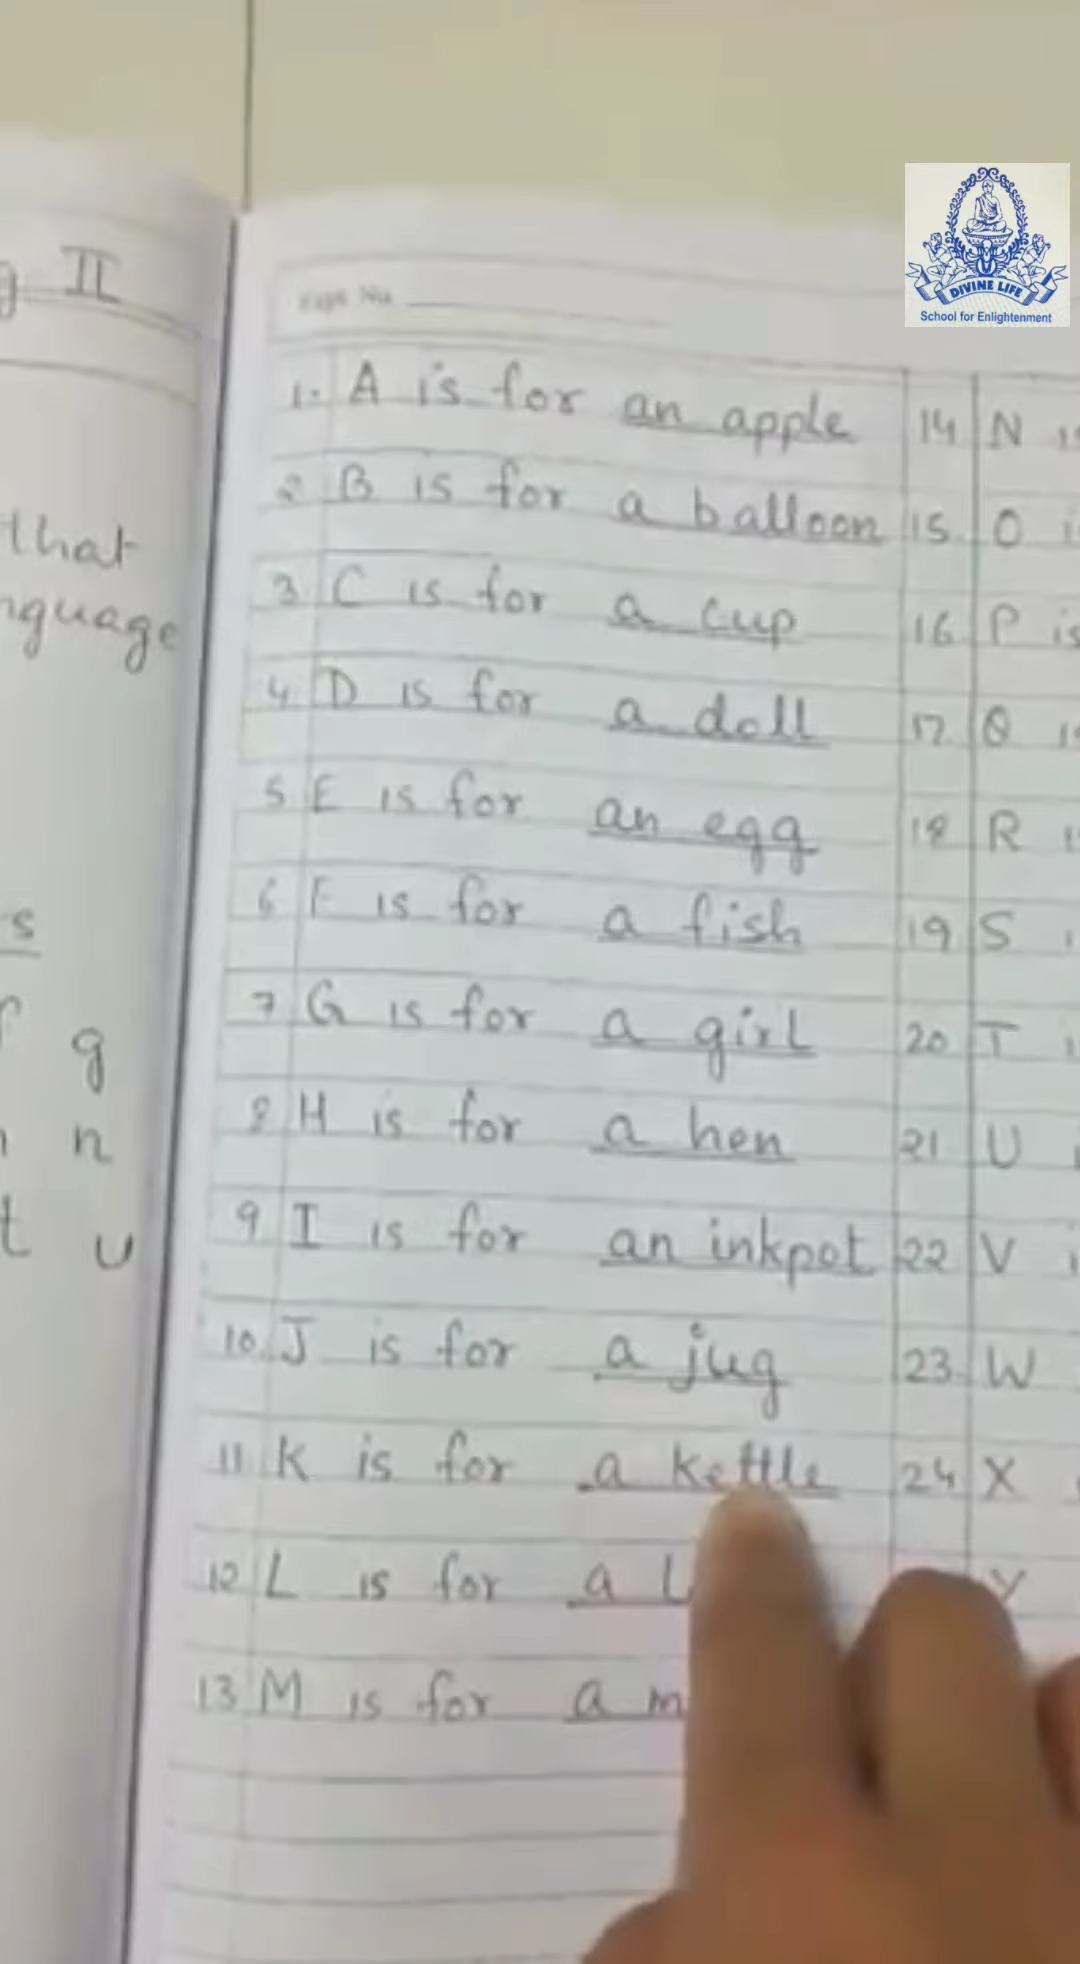 II
that
nguage
s
f g
n
t u
Expt. No.
1. A is for an apple
2 B is for a balloon
3 C is for a cup
4. D is for a doll
5 E is for an egg
6 F is for a fish
7 G is for a girl
8 H is for a hen
9 I is for an inkpot
10. J is for a jug
11 K is for a kettle
12 L is for a
13 M is for a
14 N
15. O
16 P is
17 Q
18 R
19 S
20 T
21 U
22 V
23. W
24 X
Y
DIVINE LIFE
School for Enlightenment